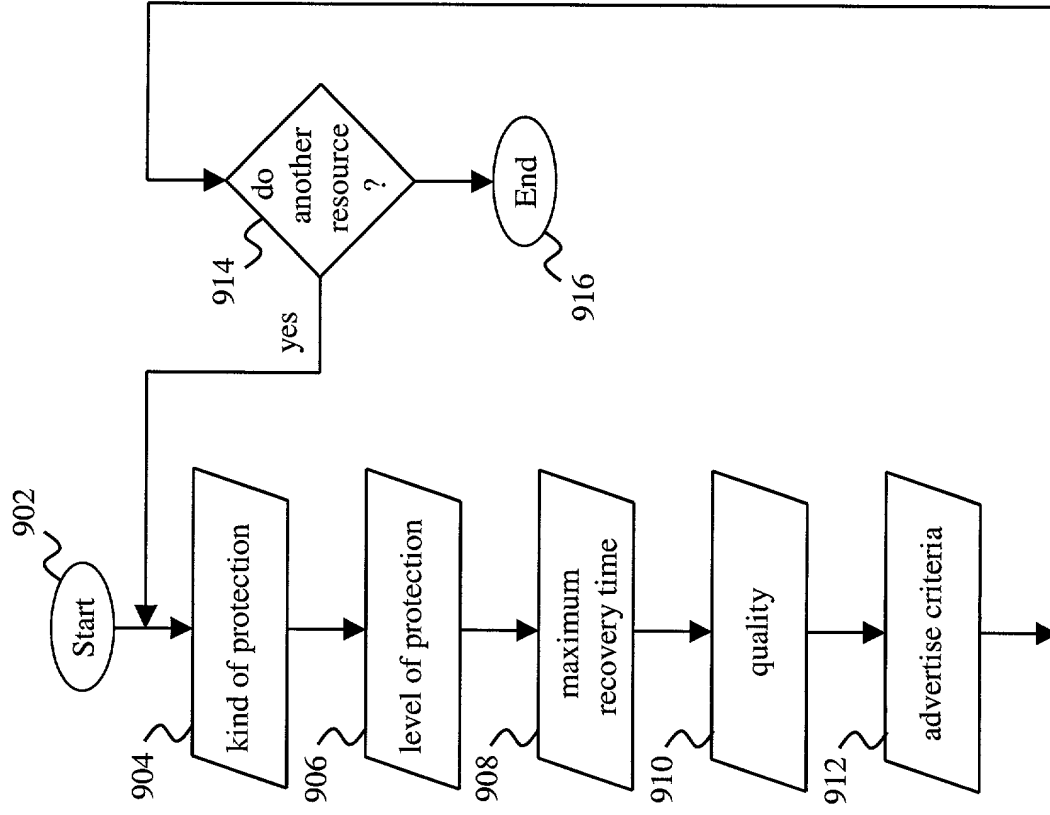 902
Start
904
kind of protection
906
level of protection
908
maximum
recovery time
910
quality
912
advertise criteria
yes
914
do
another
resource
?
916
End